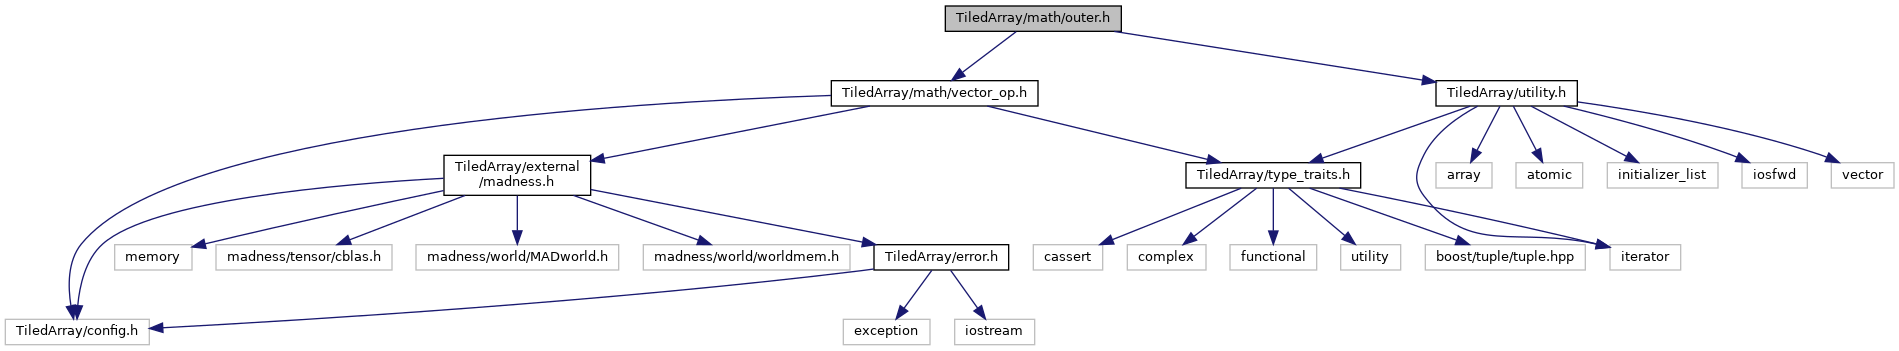 TiledArray/math/outer.h
TiledArray/math/vector_op.h
TiledArray/utility.h
TiledArray/external
/madness.h
TiledArray/type_traits.h
array
atomic
initializer_list
iosfwd
vector
memory
madness/tensor/cblas.h
madness/world/MADworld.h
madness/world/worldmem.h
TiledArray/error.h
cassert
complex
functional
utility
boost/tuple/tuple.hpp
iterator
TiledArray/config.h
exception
iostream